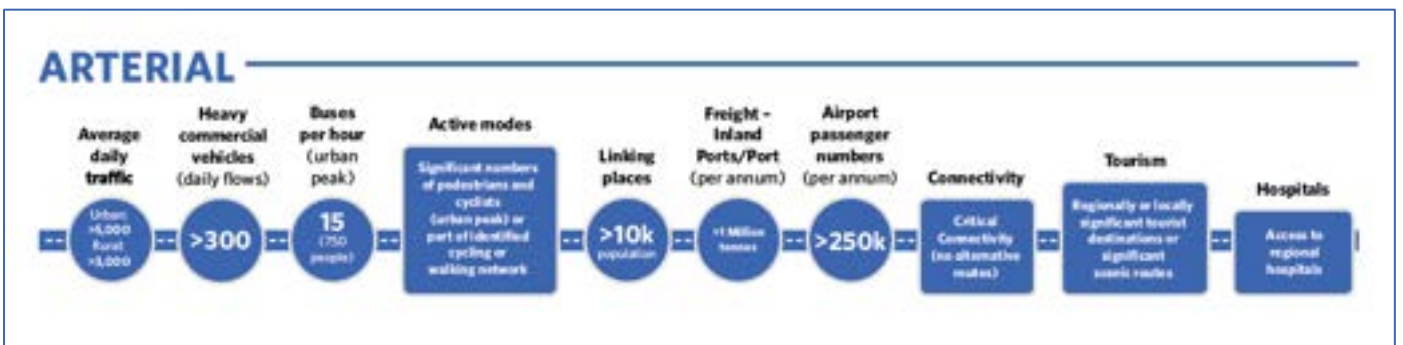 ARTERIAL
Average
daily
traffic
Urban:
>5,000
Rural
>3,000
Heavy
commercial
vehicles
(daily flows)
>300
Buses
per hour
(urban
peak)
15
(750
people)
Active modes
Significant numbers
of pedestrians and
cyclists
(urban peak) or
part of identified
cycling or
walking network
Linking
places
>10k
population
Freight –
Inland
Ports/Port
(per annum)
>1 Million
tonnes
Airport
passenger
numbers
(per annum)
>250k
Connectivity
Critical
Connectivity
(no alternative
routes)
Tourism
Regionally or locally
significant tourist
destinations or
significant
scenic routes
Hospitals
Access to
regional
hospitals